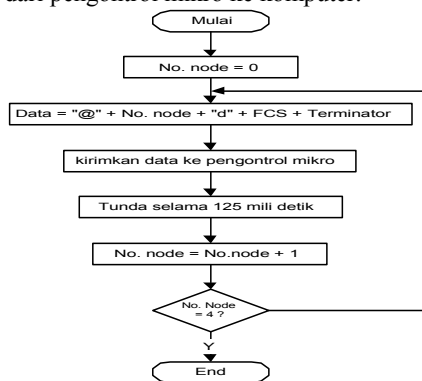 dari pengontrol mikro ke komputer.
Mulai
No. node = 0
Data = "@" + No. node + "d" + FCS + Terminator
kirimkan data ke pengontrol mikro
Tunda selama 125 mili detik
No. node = No.node + 1
No. Node
= 4 ?
Y
End